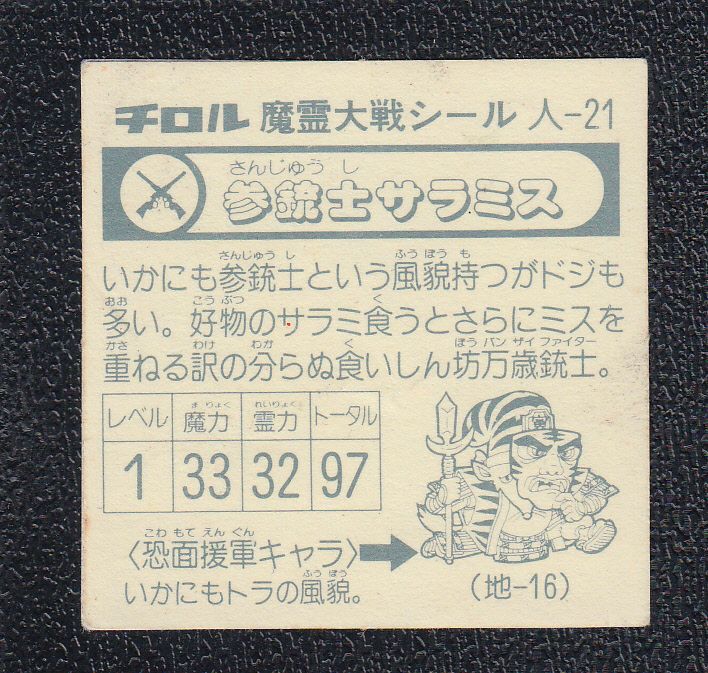 チロル 魔霊大戦シール 人-21
さんじゅうし
参銃士サラミス
さんじゅうし ふうぼうも
いかにも参銃士という風貌持つがドジも
おお こうぶつ く
多い。好物のサラミ食うとさらにミスを
かさ わけ わか く ぼうバンザイファイター
重ねる訳の分らぬ食いしん坊万歳銃士。
レベル 魔力 霊力 トータル
まりょく れいりょく
1 33 32 97
こわもてえんぐん
〈恐面援軍キャラ〉
ふうぼう
いかにもトラの風貌。
(地-16)